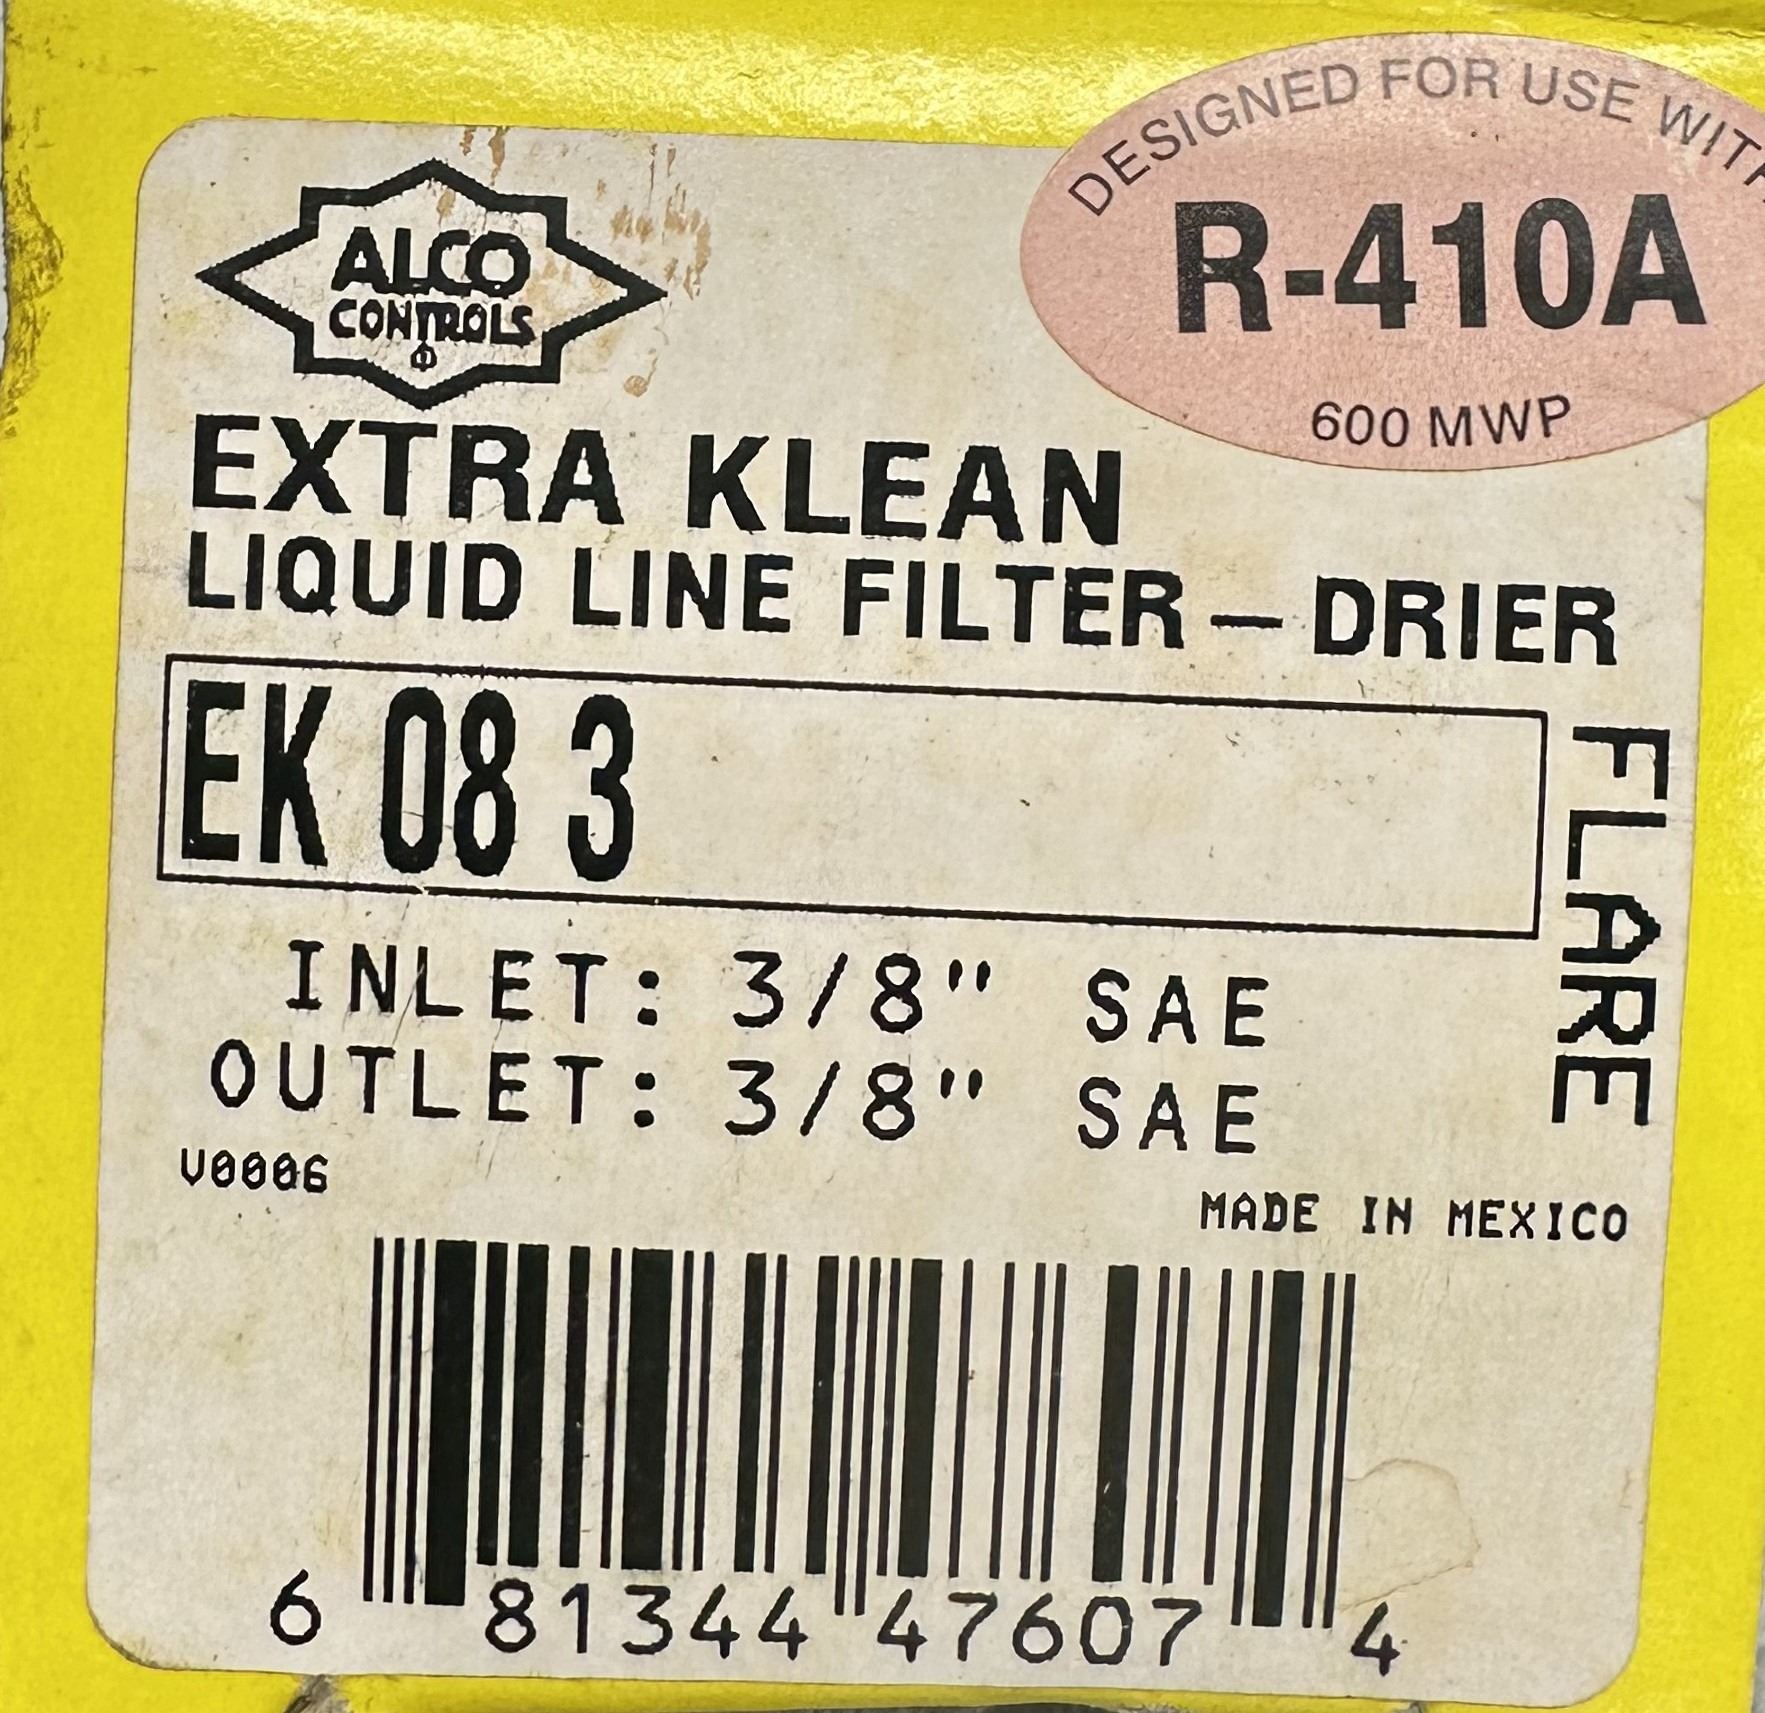 DESIGNED FOR USE WITH
R-410A
600 MWP
ALCO
CONTROLS
EXTRA KLEAN
LIQUID LINE FILTER - DRIER
EK 08 3
FLARE
INLET: 3/8" SAE
OUTLET: 3/8" SAE
V0006
MADE IN MEXICO
6 81344 47607 4